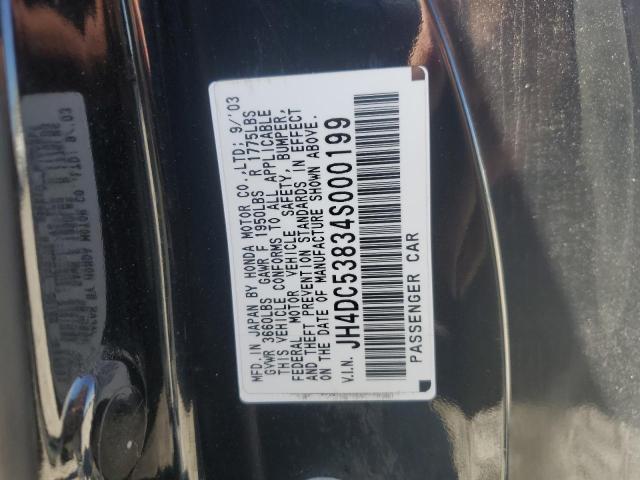 MFD.IN JAPAN BY HONDA MOTOR CO.,LTD: 9/'03
GVWR 3660LBS GAWR F 1950LBS R 1775LBS
THIS VEHICLE CONFORMS TO ALL APPLICABLE
FEDERAL MOTOR VEHICLE SAFETY, BUMPER,
AND THEFT PREVENTION STANDARDS IN EFFECT
ON THE DATE OF MANUFACTURE SHOWN ABOVE.
V.I.N. JH4DC53834S000199
PASSENGER CAR